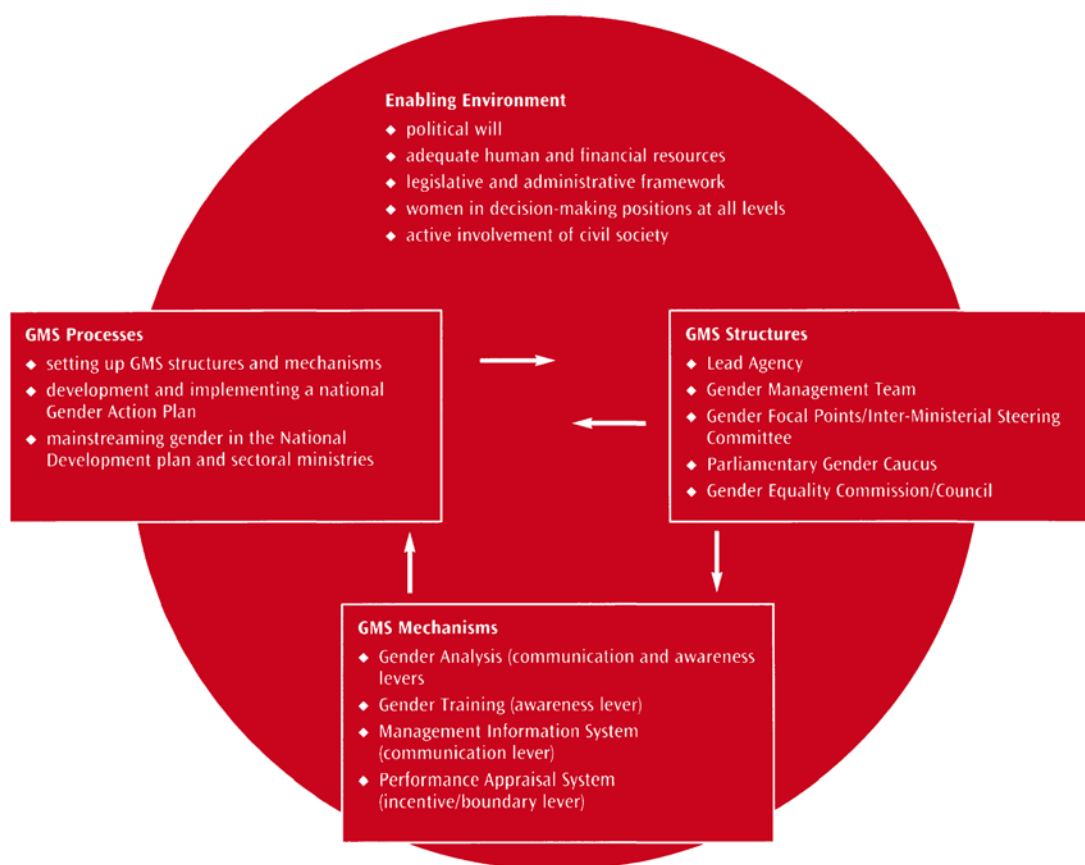 Enabling Environment
◆ political will
◆ adequate human and financial resources
◆ legislative and administrative framework
◆ women in decision-making positions at all levels
◆ active involvement of civil society
GMS Processes
◆ setting up GMS structures and mechanisms
◆ development and implementing a national
Gender Action Plan
◆ mainstreaming gender in the National
Development plan and sectoral ministries
GMS Structures
◆ Lead Agency
◆ Gender Management Team
◆ Gender Focal Points/Inter-Ministerial Steering
Committee
◆ Parliamentary Gender Caucus
◆ Gender Equality Commission/Council
GMS Mechanisms
◆ Gender Analysis (communication and awareness
levers
◆ Gender Training (awareness lever)
◆ Management Information System
(communication lever)
◆ Performance Appraisal System
(incentive/boundary lever)